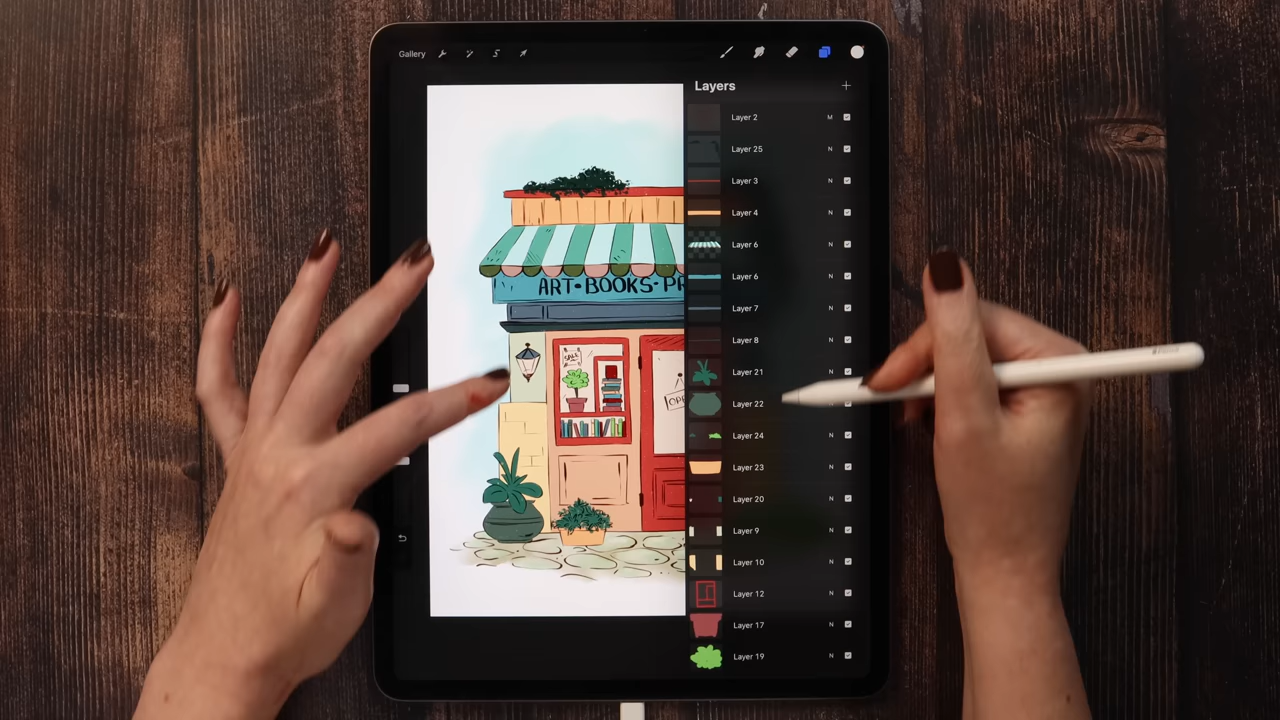 Gallery
Layers
Layer 2 M
Layer 25 N
Layer 3 N
Layer 4 N
Layer 6 N
Layer 6 N
Layer 7 N
Layer 8 N
Layer 21 N
Layer 22
Layer 24 N
Layer 23 N
Layer 20 N
Layer 9 N
Layer 10 N
Layer 12 N
Layer 17 N
Layer 19 N
ART•BOOKS•PR
SALE
OPE